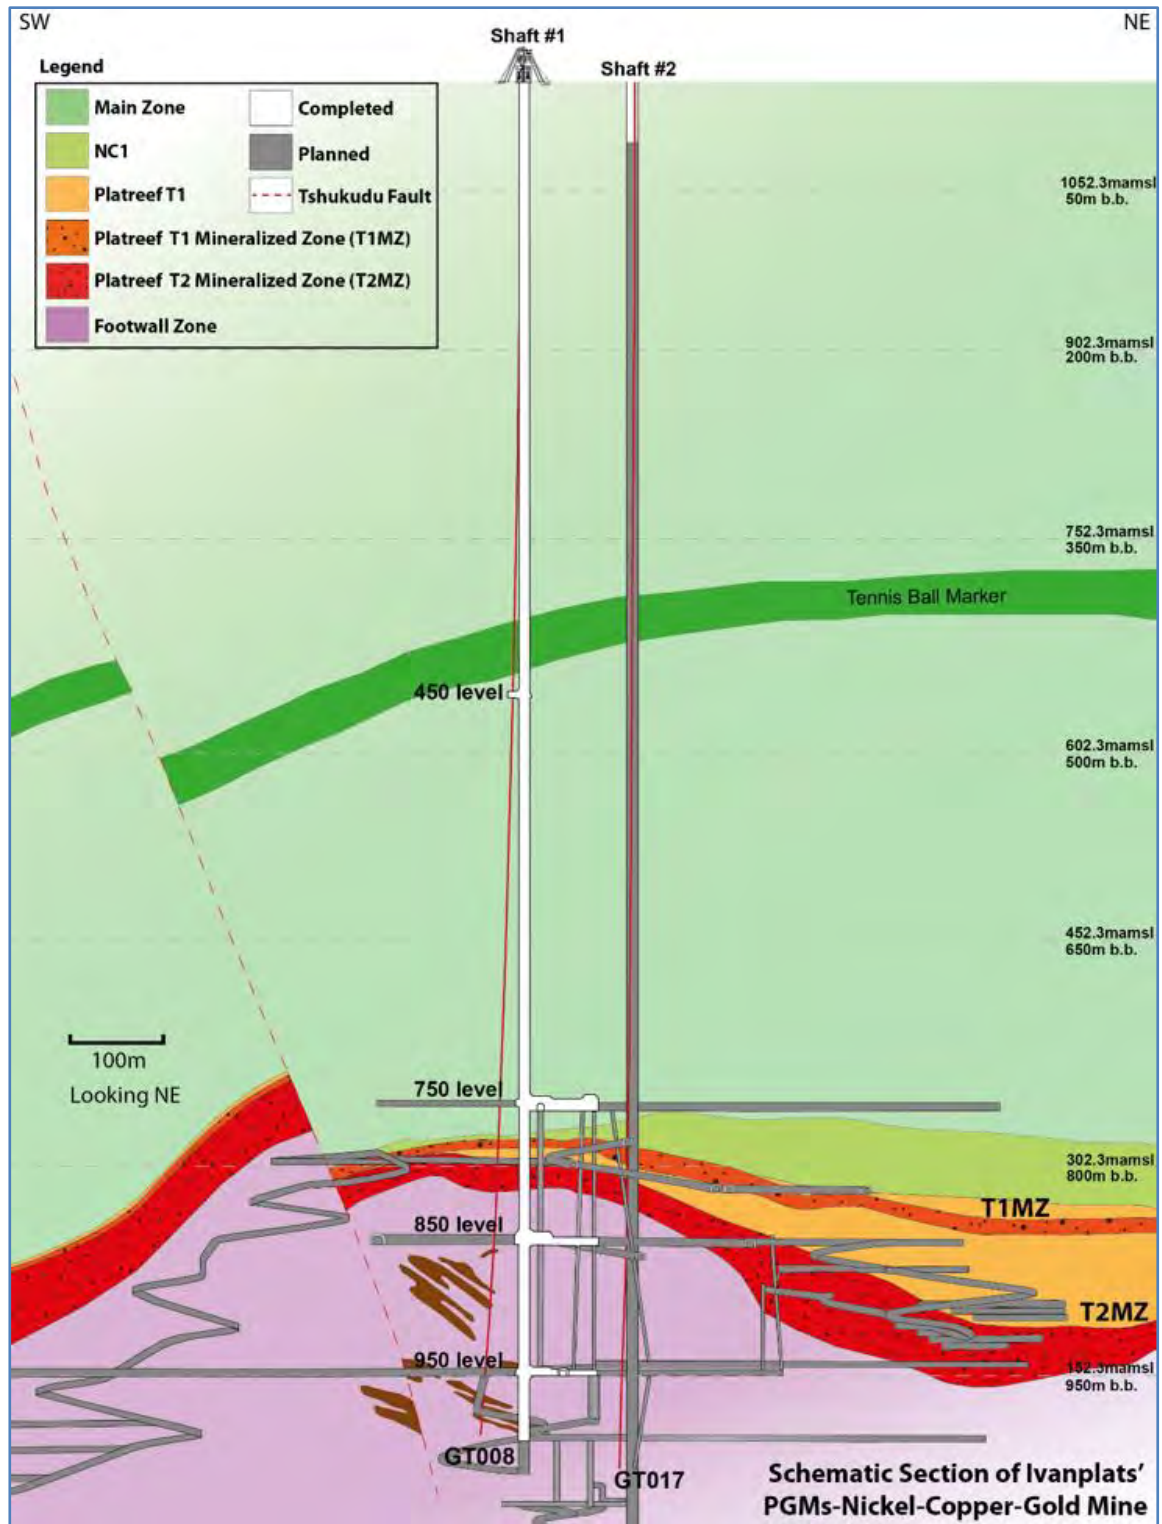 SW
NE
Shaft #1
Shaft #2
Legend
Main Zone
NC1
Platreef T1
Platreef T1 Mineralized Zone (T1MZ)
Platreef T2 Mineralized Zone (T2MZ)
Footwall Zone
Completed
Planned
Tshukudu Fault
1052.3mamsl
50m b.b.
902.3mamsl
200m b.b.
752.3mamsl
350m b.b.
Tennis Ball Marker
450 level
602.3mamsl
500m b.b.
452.3mamsl
650m b.b.
100m
Looking NE
750 level
302.3mamsl
800m b.b.
T1MZ
850 level
T2MZ
950 level
152.3mamsl
950m b.b.
GT008
GT017
Schematic Section of Ivanplats'
PGMs-Nickel-Copper-Gold Mine